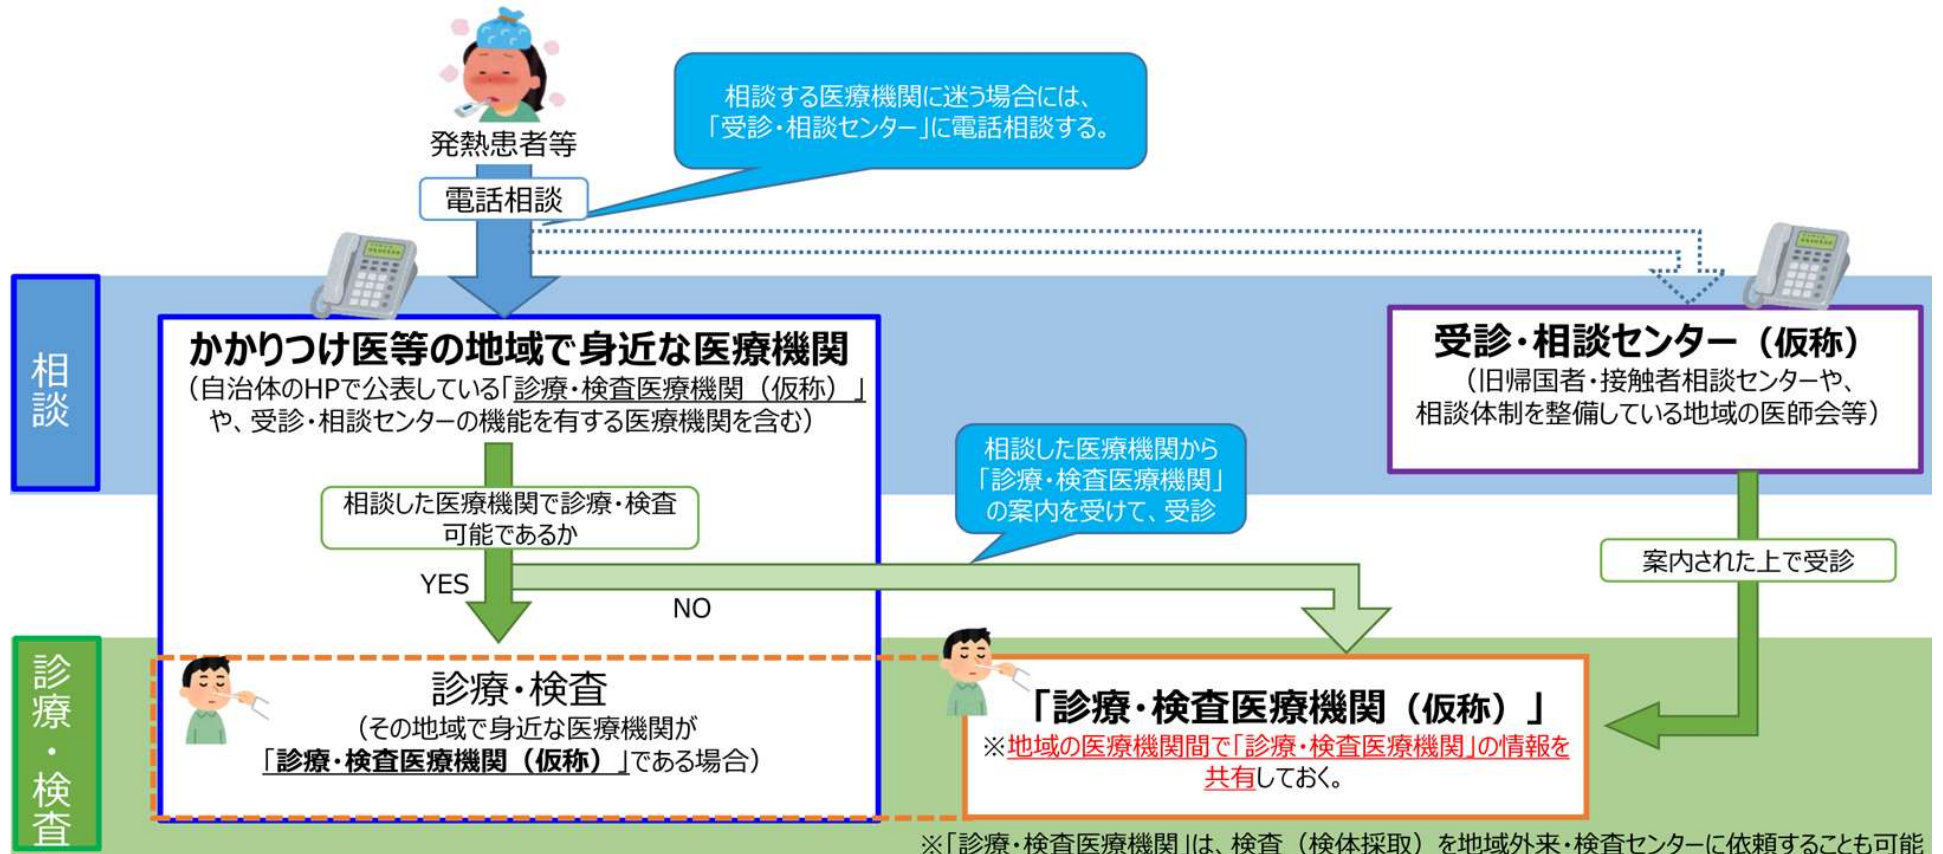 発熱患者等
相談する医療機関に迷う場合には、
「受診・相談センター」に電話相談する。
電話相談
相談
かかりつけ医等の地域で身近な医療機関
（自治体のHPで公表している「診療・検査医療機関（仮称）」
や、受診・相談センターの機能を有する医療機関を含む）
受診・相談センター（仮称）
（旧帰国者・接触者相談センターや、
相談体制を整備している地域の医師会等）
相談した医療機関で診療・検査
可能であるか
相談した医療機関から
「診療・検査医療機関」
の案内を受けて、受診
案内された上で受診
YES
NO
診療・検査
診療・検査
（その地域で身近な医療機関が
「診療・検査医療機関（仮称）」である場合）
「診療・検査医療機関（仮称）」
※地域の医療機関間で「診療・検査医療機関」の情報を
共有しておく。
※「診療・検査医療機関」は、検査（検体採取）を地域外来・検査センターに依頼することも可能